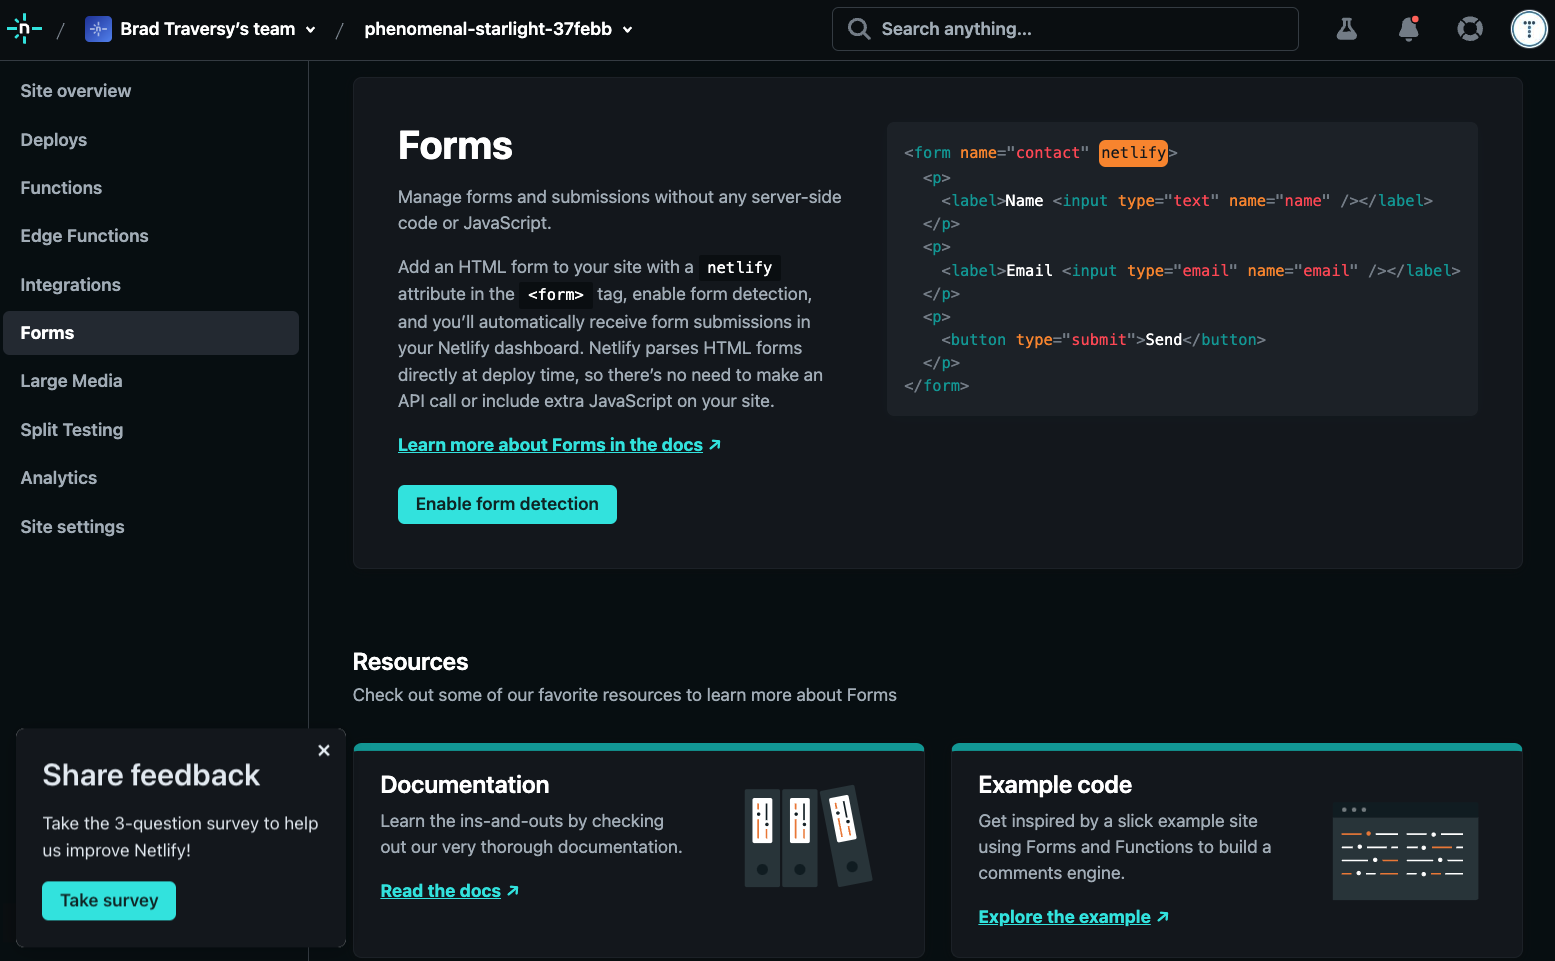 n / Brad Traversy's team / phenomenal-starlight-37febb
Search anything...
Site overview
Deploys
Functions
Edge Functions
Integrations
Forms
Large Media
Split Testing
Analytics
Site settings
Forms
Manage forms and submissions without any server-side
code or JavaScript.
Add an HTML form to your site with a netlify
attribute in the <form> tag, enable form detection,
and you'll automatically receive form submissions in
your Netlify dashboard. Netlify parses HTML forms
directly at deploy time, so there's no need to make an
API call or include extra JavaScript on your site.
Learn more about Forms in the docs
Enable form detection
<form name="contact" netlify>
<p>
<label>Name <input type="text" name="name" /></label>
</p>
<p>
<label>Email <input type="email" name="email" /></label>
</p>
<p>
<button type="submit">Send</button>
</p>
</form>
Resources
Check out some of our favorite resources to learn more about Forms
Documentation
Learn the ins-and-outs by checking
out our very thorough documentation.
Read the docs
Example code
Get inspired by a slick example site
using Forms and Functions to build a
comments engine.
Explore the example
Share feedback
Take the 3-question survey to help
us improve Netlify!
Take survey